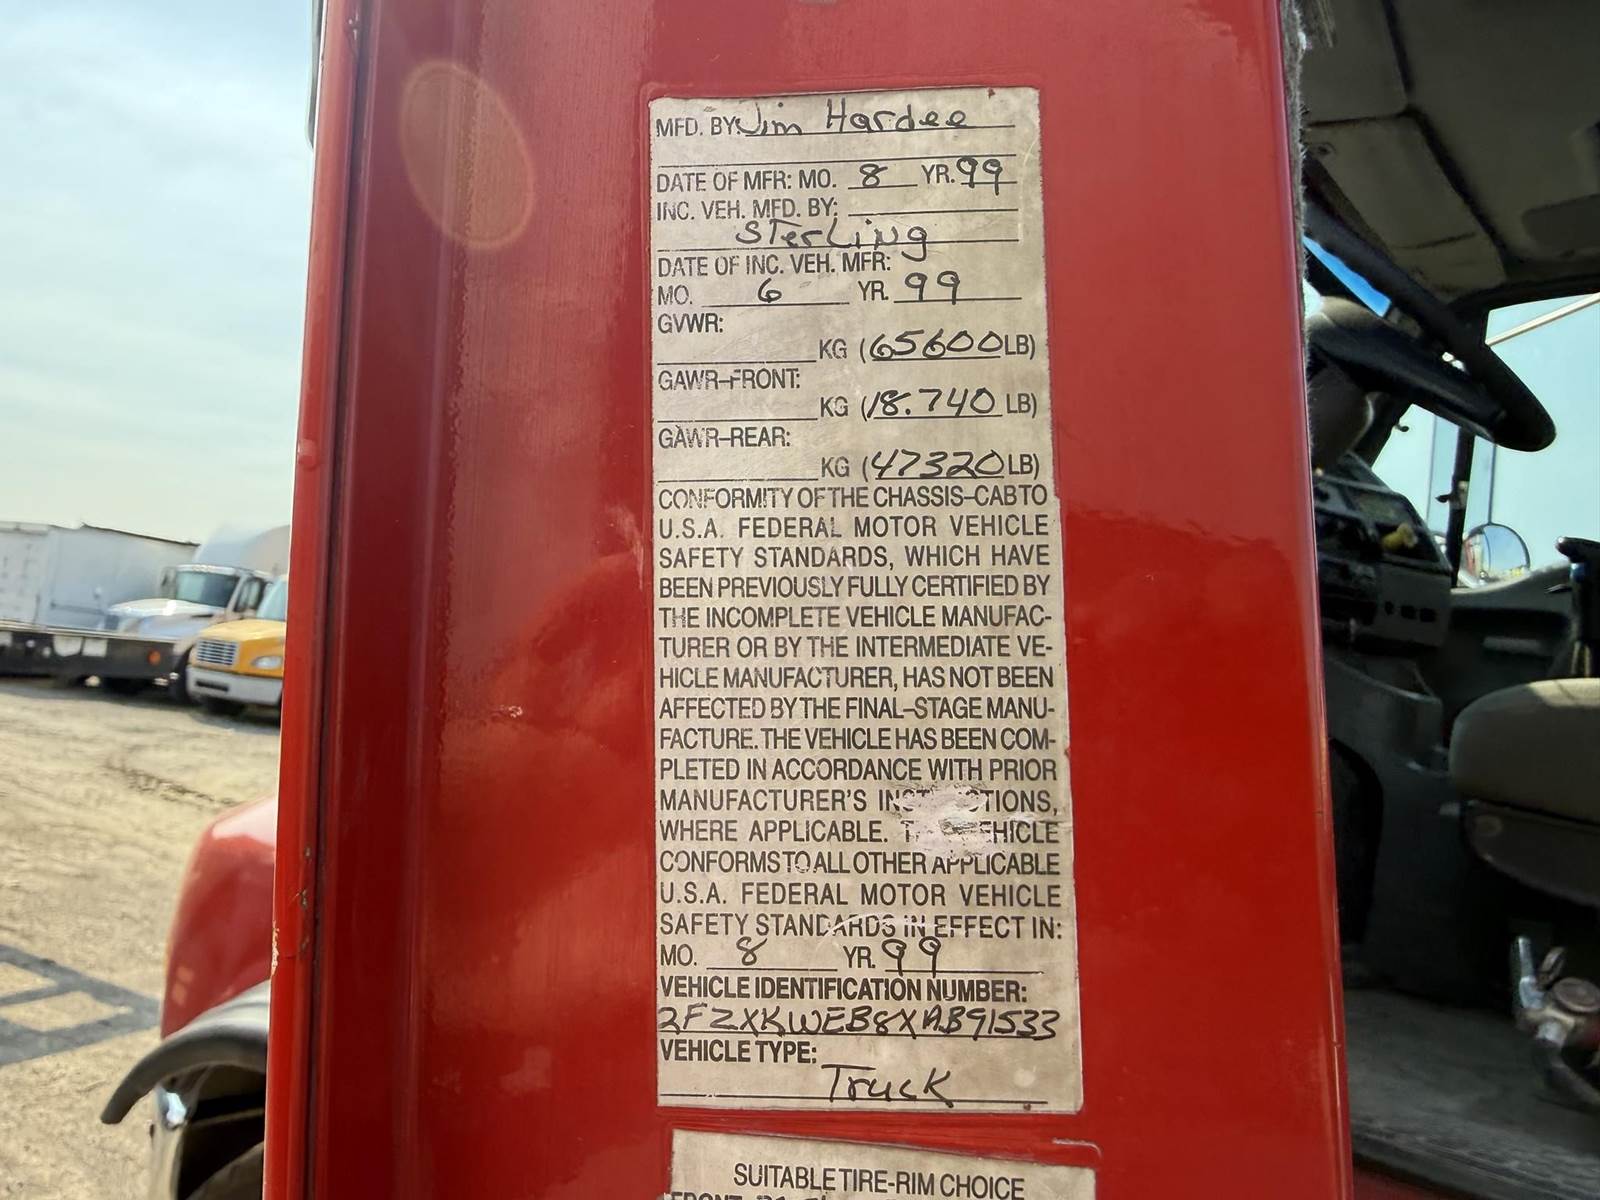 MFD. BY Jim Hardee
DATE OF MFR: MO. 8 YR. 99
INC. VEH. MFD. BY:
Sterling
DATE OF INC. VEH. MFR:
MO. 6 YR. 99
GVWR:
KG (65600 LB)
GAWR-FRONT:
KG (18.740 LB)
GAWR-REAR:
KG (47320 LB)
CONFORMITY OF THE CHASSIS-CAB TO
U.S.A. FEDERAL MOTOR VEHICLE
SAFETY STANDARDS, WHICH HAVE
BEEN PREVIOUSLY FULLY CERTIFIED BY
THE INCOMPLETE VEHICLE MANUFAC-
TURER OR BY THE INTERMEDIATE VE-
HICLE MANUFACTURER, HAS NOT BEEN
AFFECTED BY THE FINAL-STAGE MANU-
FACTURE. THE VEHICLE HAS BEEN COM-
PLETED IN ACCORDANCE WITH PRIOR
MANUFACTURER'S INSTRUCTIONS,
WHERE APPLICABLE. VEHICLE
CONFORMS TO ALL OTHER APPLICABLE
U.S.A. FEDERAL MOTOR VEHICLE
SAFETY STANDARDS IN EFFECT IN:
MO. 8 YR. 99
VEHICLE IDENTIFICATION NUMBER:
2FZXKWEB8XAB91533
VEHICLE TYPE:
Truck
SUITABLE TIRE-RIM CHOICE